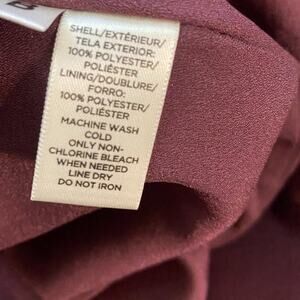 SHELL/EXTÉRIEUR/
TELA EXTERIOR:
100% POLYESTER/
POLIÉSTER
LINING/DOUBLURE/
FORRO:
100% POLYESTER/
POLIÉSTER
MACHINE WASH
COLD
ONLY NON-
CHLORINE BLEACH
WHEN NEEDED
LINE DRY
DO NOT IRON